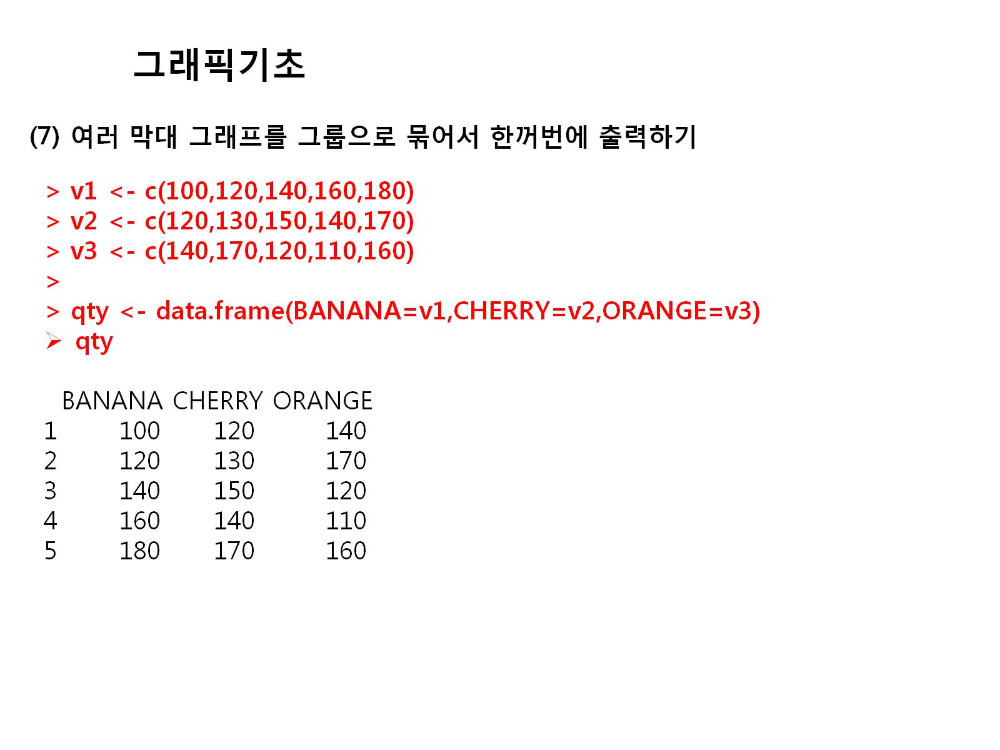 그래픽기초
(7) 여러 막대 그래프를 그룹으로 묶어서 한꺼번에 출력하기
> v1 <- c(100,120,140,160,180)
> v2 <- c(120,130,150,140,170)
> v3 <- c(140,170,120,110,160)
>
> qty <- data.frame(BANANA=v1,CHERRY=v2,ORANGE=v3)
➢ qty
BANANA CHERRY ORANGE
1 100 120 140
2 120 130 170
3 140 150 120
4 160 140 110
5 180 170 160